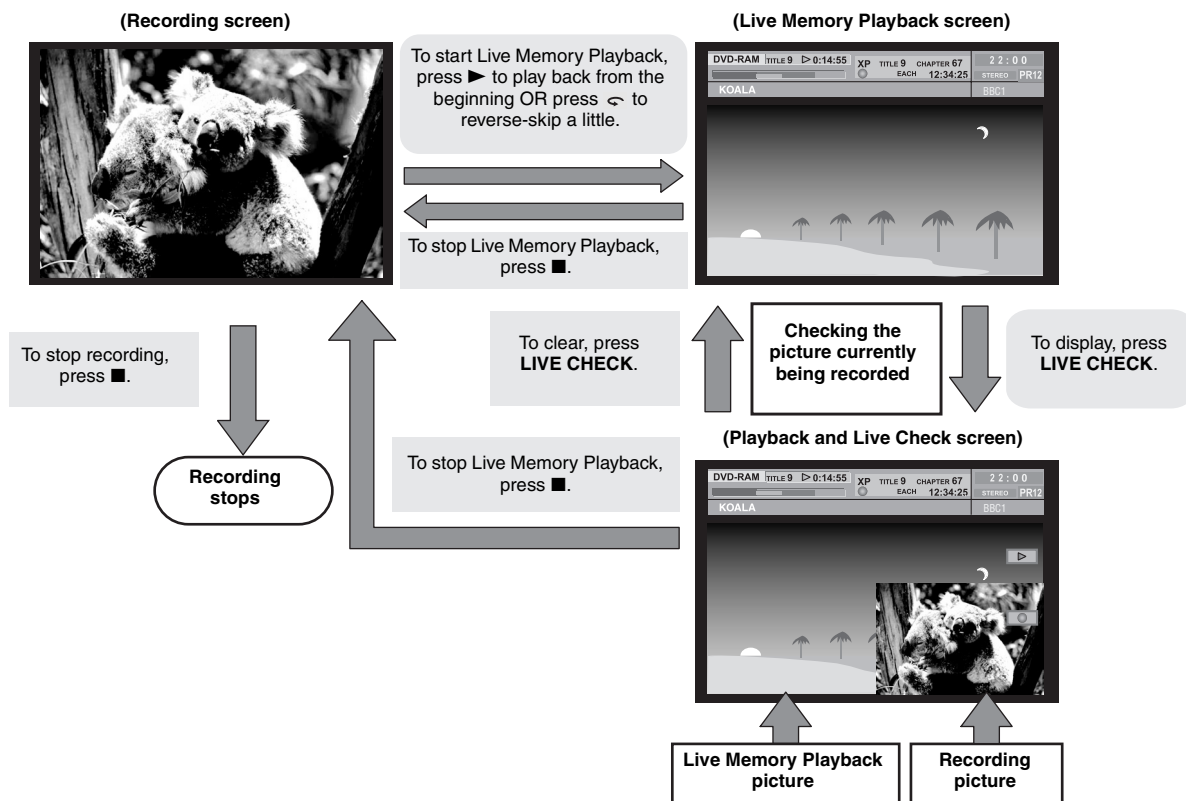 (Recording screen)
(Live Memory Playback screen)
To start Live Memory Playback,
press ► to play back from the
beginning OR press ⤺ to
reverse-skip a little.
DVD-RAM TITLE 9 ▷ 0:14:55 XP TITLE 9 CHAPTER 67 22:00
EACH 12:34:25 STEREO PR12
KOALA BBC1
To stop Live Memory Playback,
press ■.
To stop recording,
press ■.
To clear, press
LIVE CHECK.
Checking the
picture currently
being recorded
To display, press
LIVE CHECK.
Recording
stops
To stop Live Memory Playback,
press ■.
(Playback and Live Check screen)
DVD-RAM TITLE 9 ▷ 0:14:55 XP TITLE 9 CHAPTER 67 22:00
EACH 12:34:25 STEREO PR12
KOALA BBC1
Live Memory Playback
picture
Recording
picture